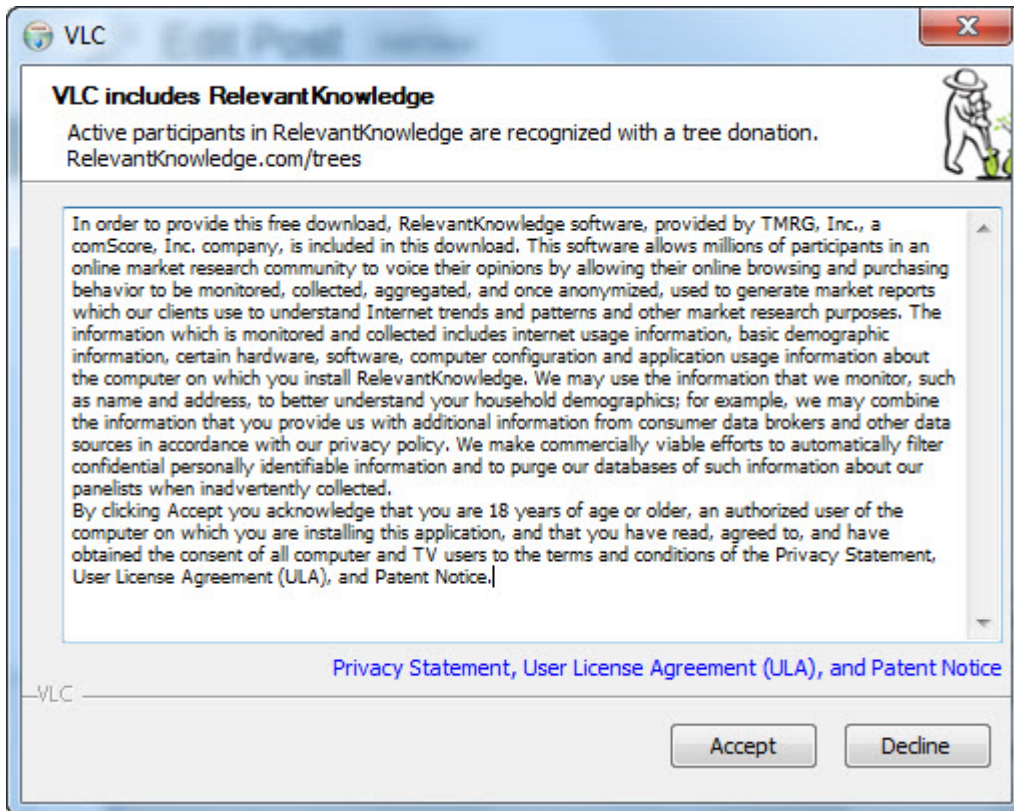 VLC
Edit Post
VLC includes RelevantKnowledge
Active participants in RelevantKnowledge are recognized with a tree donation.
RelevantKnowledge.com/trees
In order to provide this free download, RelevantKnowledge software, provided by TMRG, Inc., a
comScore, Inc. company, is included in this download. This software allows millions of participants in an
online market research community to voice their opinions by allowing their online browsing and purchasing
behavior to be monitored, collected, aggregated, and once anonymized, used to generate market reports
which our clients use to understand Internet trends and patterns and other market research purposes. The
information which is monitored and collected includes internet usage information, basic demographic
information, certain hardware, software, computer configuration and application usage information about
the computer on which you install RelevantKnowledge. We may use the information that we monitor, such
as name and address, to better understand your household demographics; for example, we may combine
the information that you provide us with additional information from consumer data brokers and other data
sources in accordance with our privacy policy. We make commercially viable efforts to automatically filter
confidential personally identifiable information and to purge our databases of such information about our
panelists when inadvertently collected.
By clicking Accept you acknowledge that you are 18 years of age or older, an authorized user of the
computer on which you are installing this application, and that you have read, agreed to, and have
obtained the consent of all computer and TV users to the terms and conditions of the Privacy Statement,
User License Agreement (ULA), and Patent Notice.
Privacy Statement, User License Agreement (ULA), and Patent Notice
VLC
Accept
Decline